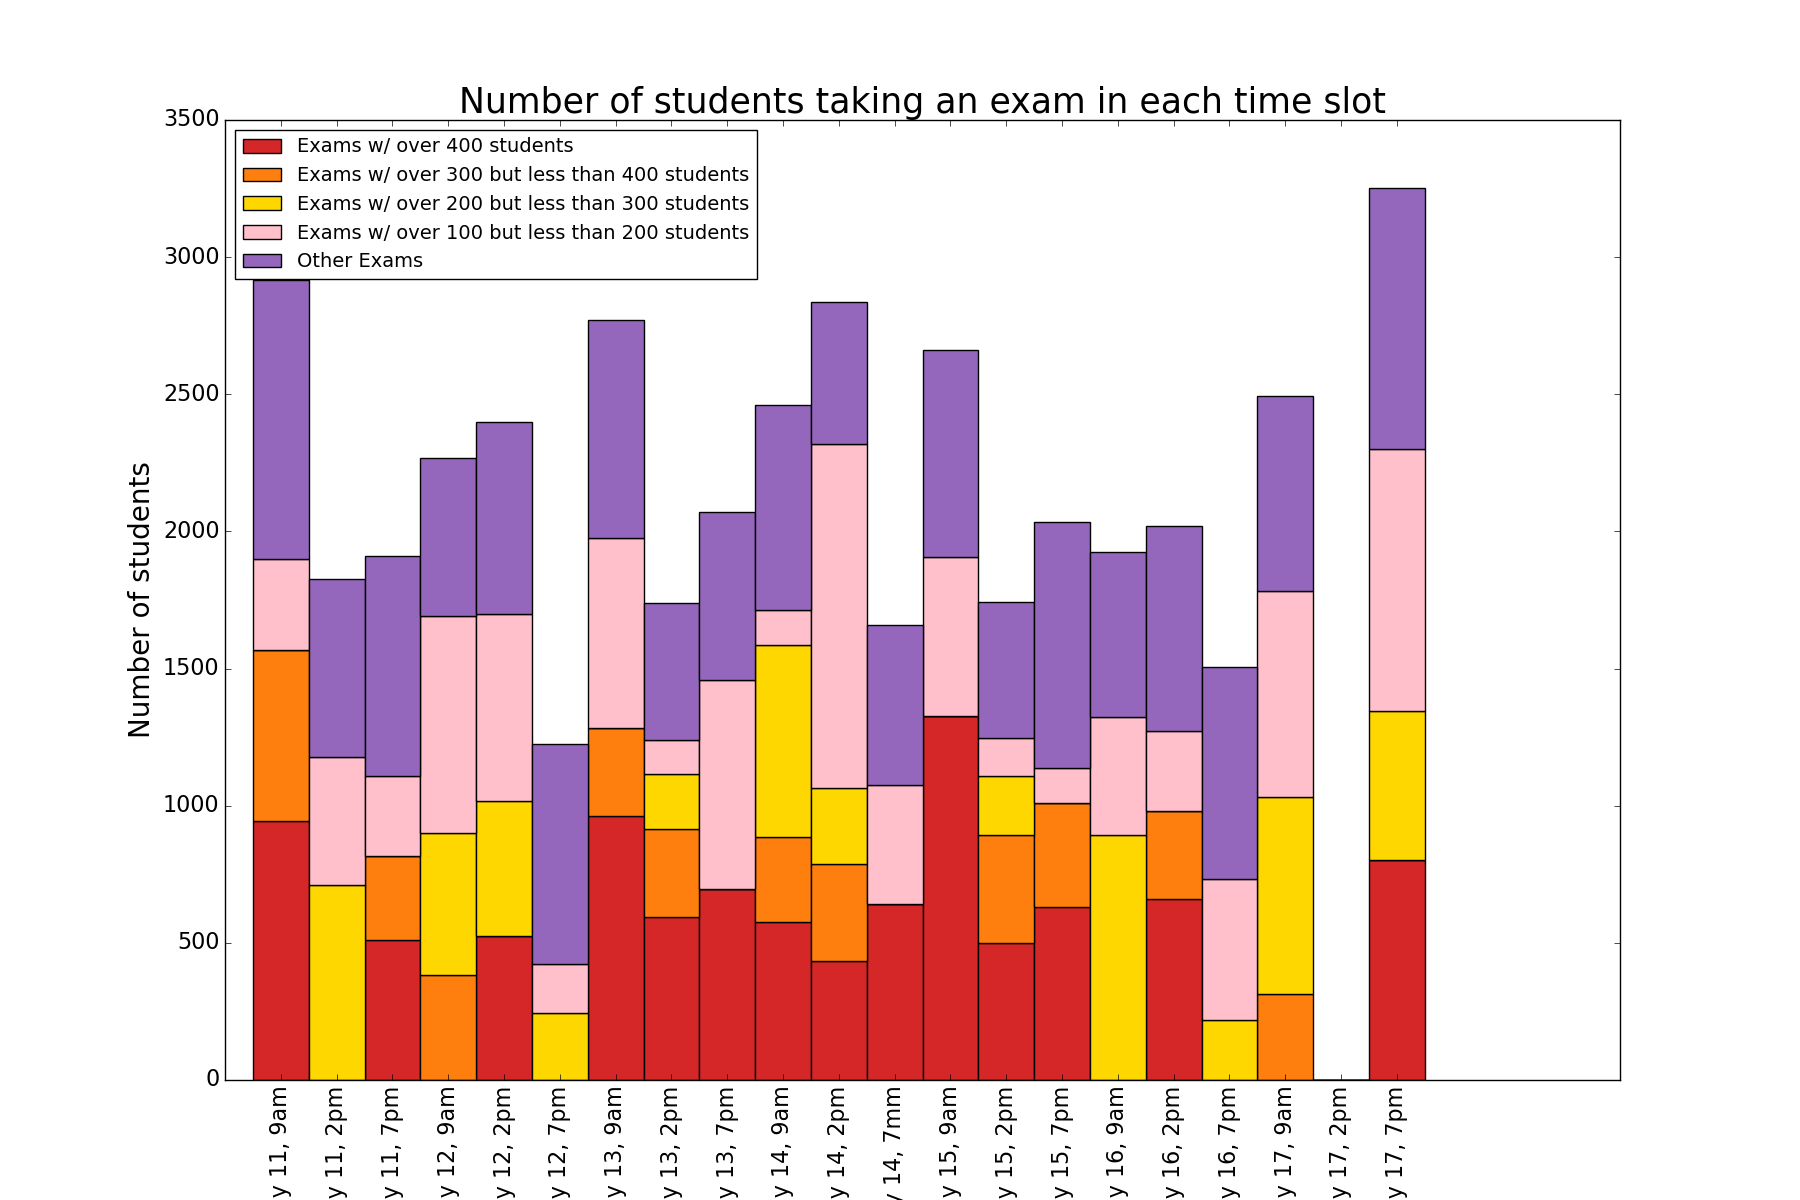 Number of students taking an exam in each time slot
Exams w/ over 400 students
Exams w/ over 300 but less than 400 students
Exams w/ over 200 but less than 300 students
Exams w/ over 100 but less than 200 students
Other Exams
3500
3000
2500
2000
1500
1000
500
0
Number of students
y 11, 9am
y 11, 2pm
y 11, 7pm
y 12, 9am
y 12, 2pm
y 12, 7pm
y 13, 9am
y 13, 2pm
y 13, 7pm
y 14, 9am
y 14, 2pm
y 14, 7mm
y 15, 9am
y 15, 2pm
y 15, 7pm
y 16, 9am
y 16, 2pm
y 16, 7pm
y 17, 9am
y 17, 2pm
y 17, 7pm